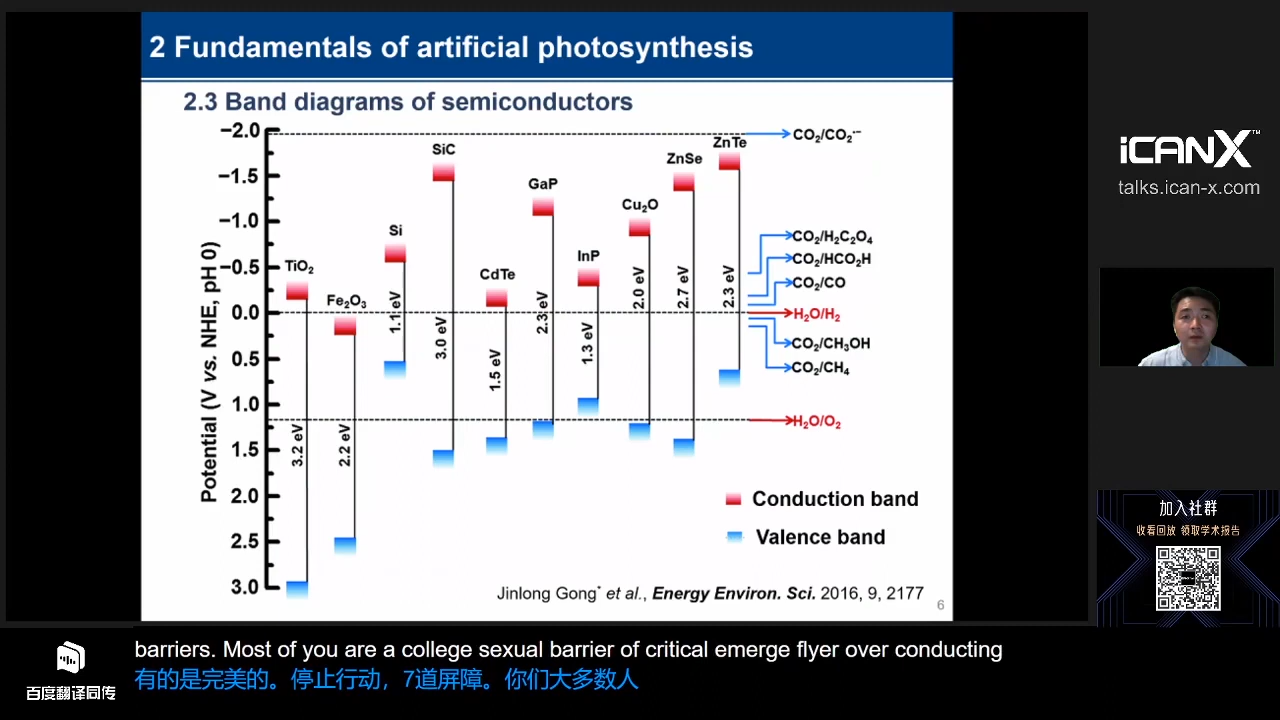 2 Fundamentals of artificial photosynthesis
2.3 Band diagrams of semiconductors
Potential (V vs. NHE, pH 0)
−2.0
−1.5
−1.0
−0.5
0.0
0.5
1.0
1.5
2.0
2.5
3.0
TiO₂
3.2 eV
Fe₂O₃
2.2 eV
Si
1.1 eV
SiC
3.0 eV
CdTe
1.5 eV
GaP
2.3 eV
InP
1.3 eV
Cu₂O
2.0 eV
ZnSe
2.7 eV
ZnTe
2.3 eV
CO₂/CO₂•−
CO₂/H₂C₂O₄
CO₂/HCO₂H
CO₂/CO
H₂O/H₂
CO₂/CH₃OH
CO₂/CH₄
H₂O/O₂
Conduction band
Valence band
Jinlong Gong* et al., Energy Environ. Sci. 2016, 9, 2177
6
iCANX™
talks.ican-x.com
加入社群
收看回放 领取学术报告
百度翻译同传
barriers. Most of you are a college sexual barrier of critical emerge flyer over conducting
有的是完美的。停止行动，7道屏障。你们大多数人